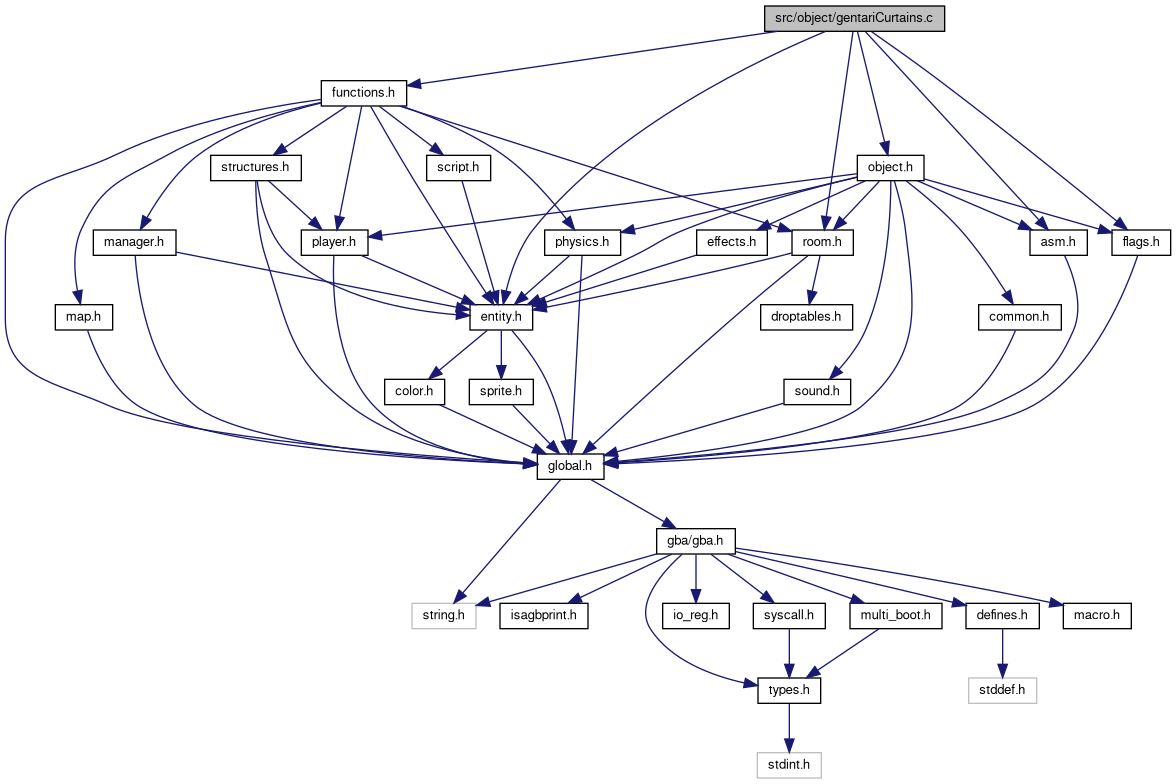 src/object/gentariCurtains.c
functions.h
structures.h
script.h
object.h
manager.h
player.h
physics.h
effects.h
room.h
asm.h
flags.h
map.h
entity.h
droptables.h
common.h
color.h
sprite.h
sound.h
global.h
gba/gba.h
string.h
isagbprint.h
io_reg.h
syscall.h
multi_boot.h
defines.h
macro.h
types.h
stddef.h
stdint.h